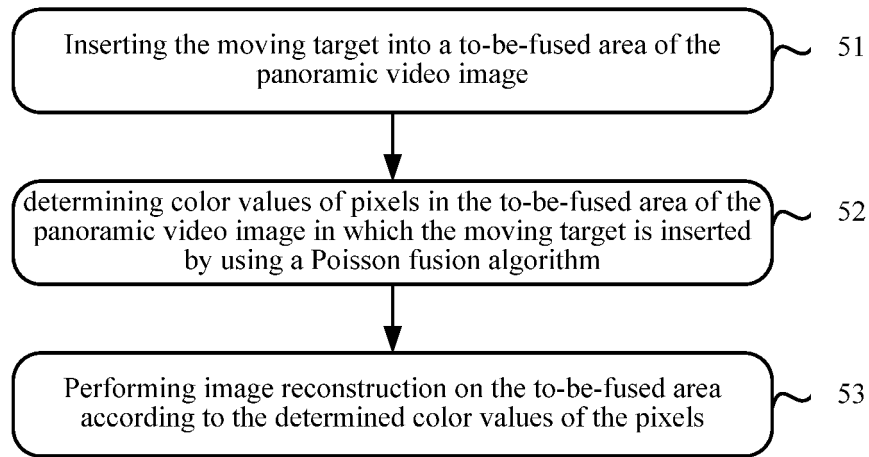 Inserting the moving target into a to-be-fused area of the
panoramic video image
51
determining color values of pixels in the to-be-fused area of the
panoramic video image in which the moving target is inserted
by using a Poisson fusion algorithm
52
Performing image reconstruction on the to-be-fused area
according to the determined color values of the pixels
53